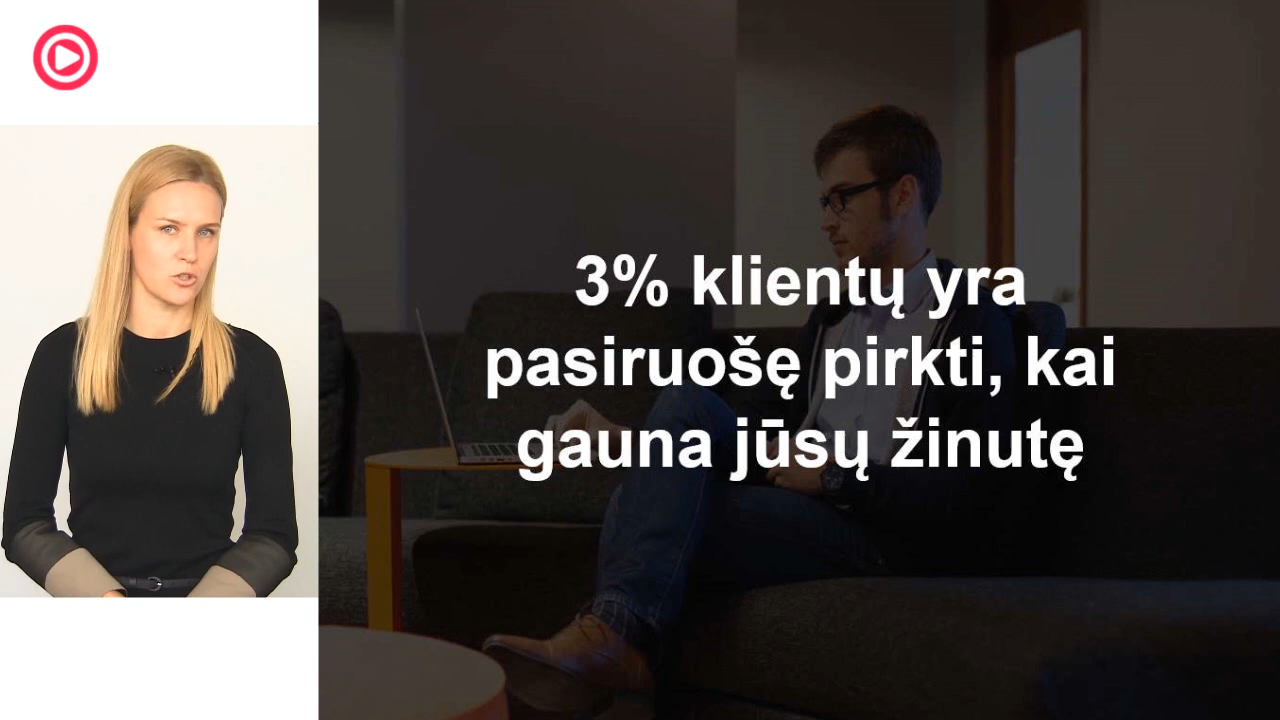 3% klientų yra
pasiruošę pirkti, kai
gauna jūsų žinutę